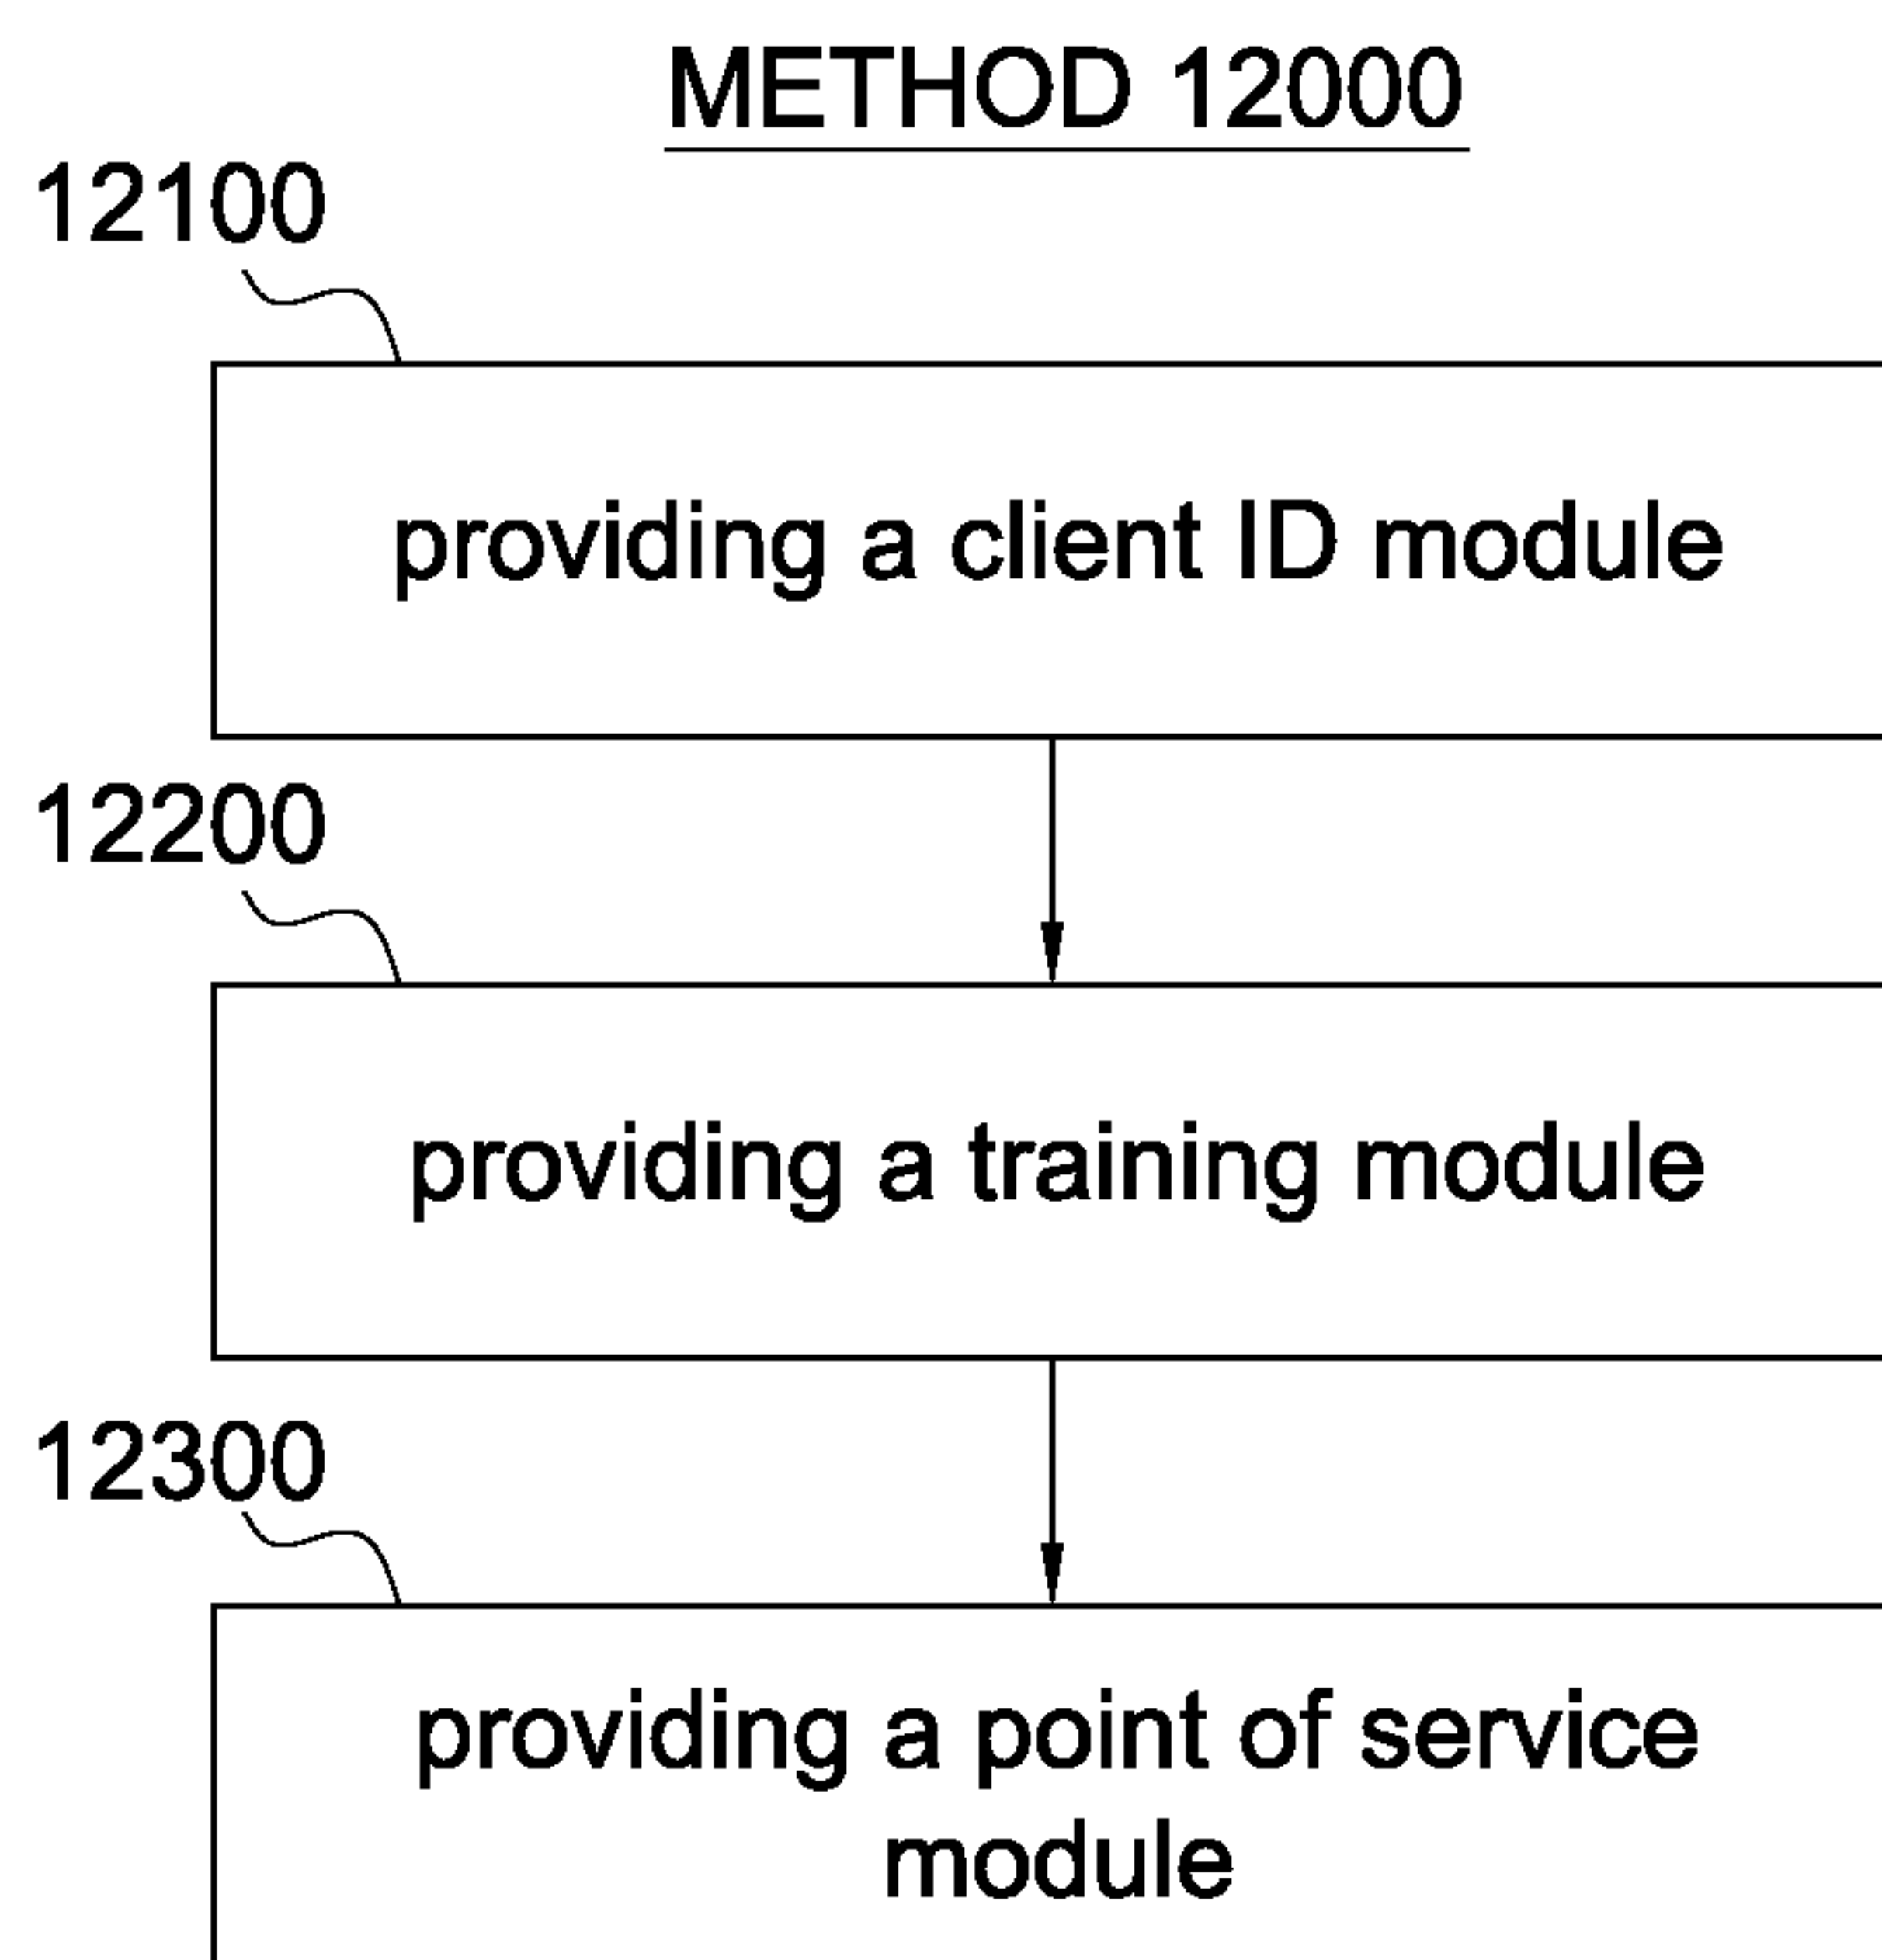 METHOD 12000
12100
providing a client ID module
12200
providing a training module
12300
providing a point of service
module